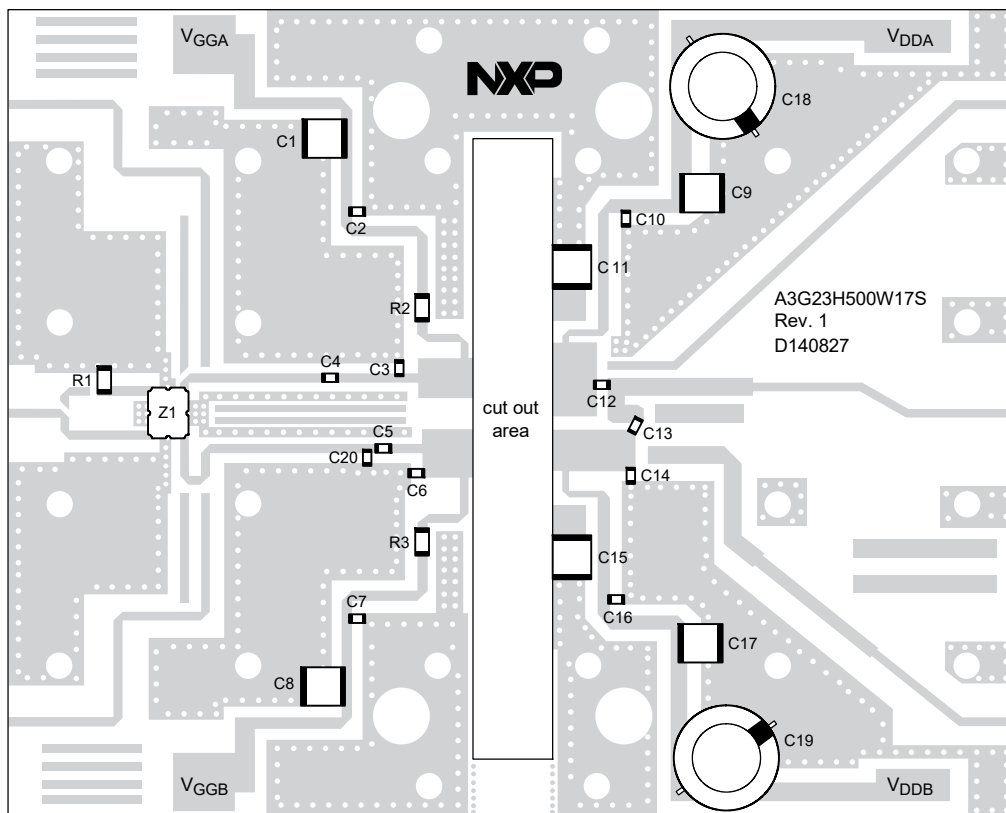 VGGA
NXP
VDDA
C18
C1
C9
C2
C10
C11
A3G23H500W17S
Rev. 1
D140827
R2
C4
C3
R1
C12
Z1
cut out
area
C13
C5
C20
C14
C6
R3
C15
C7
C16
C17
C8
C19
VGGB
VDDB